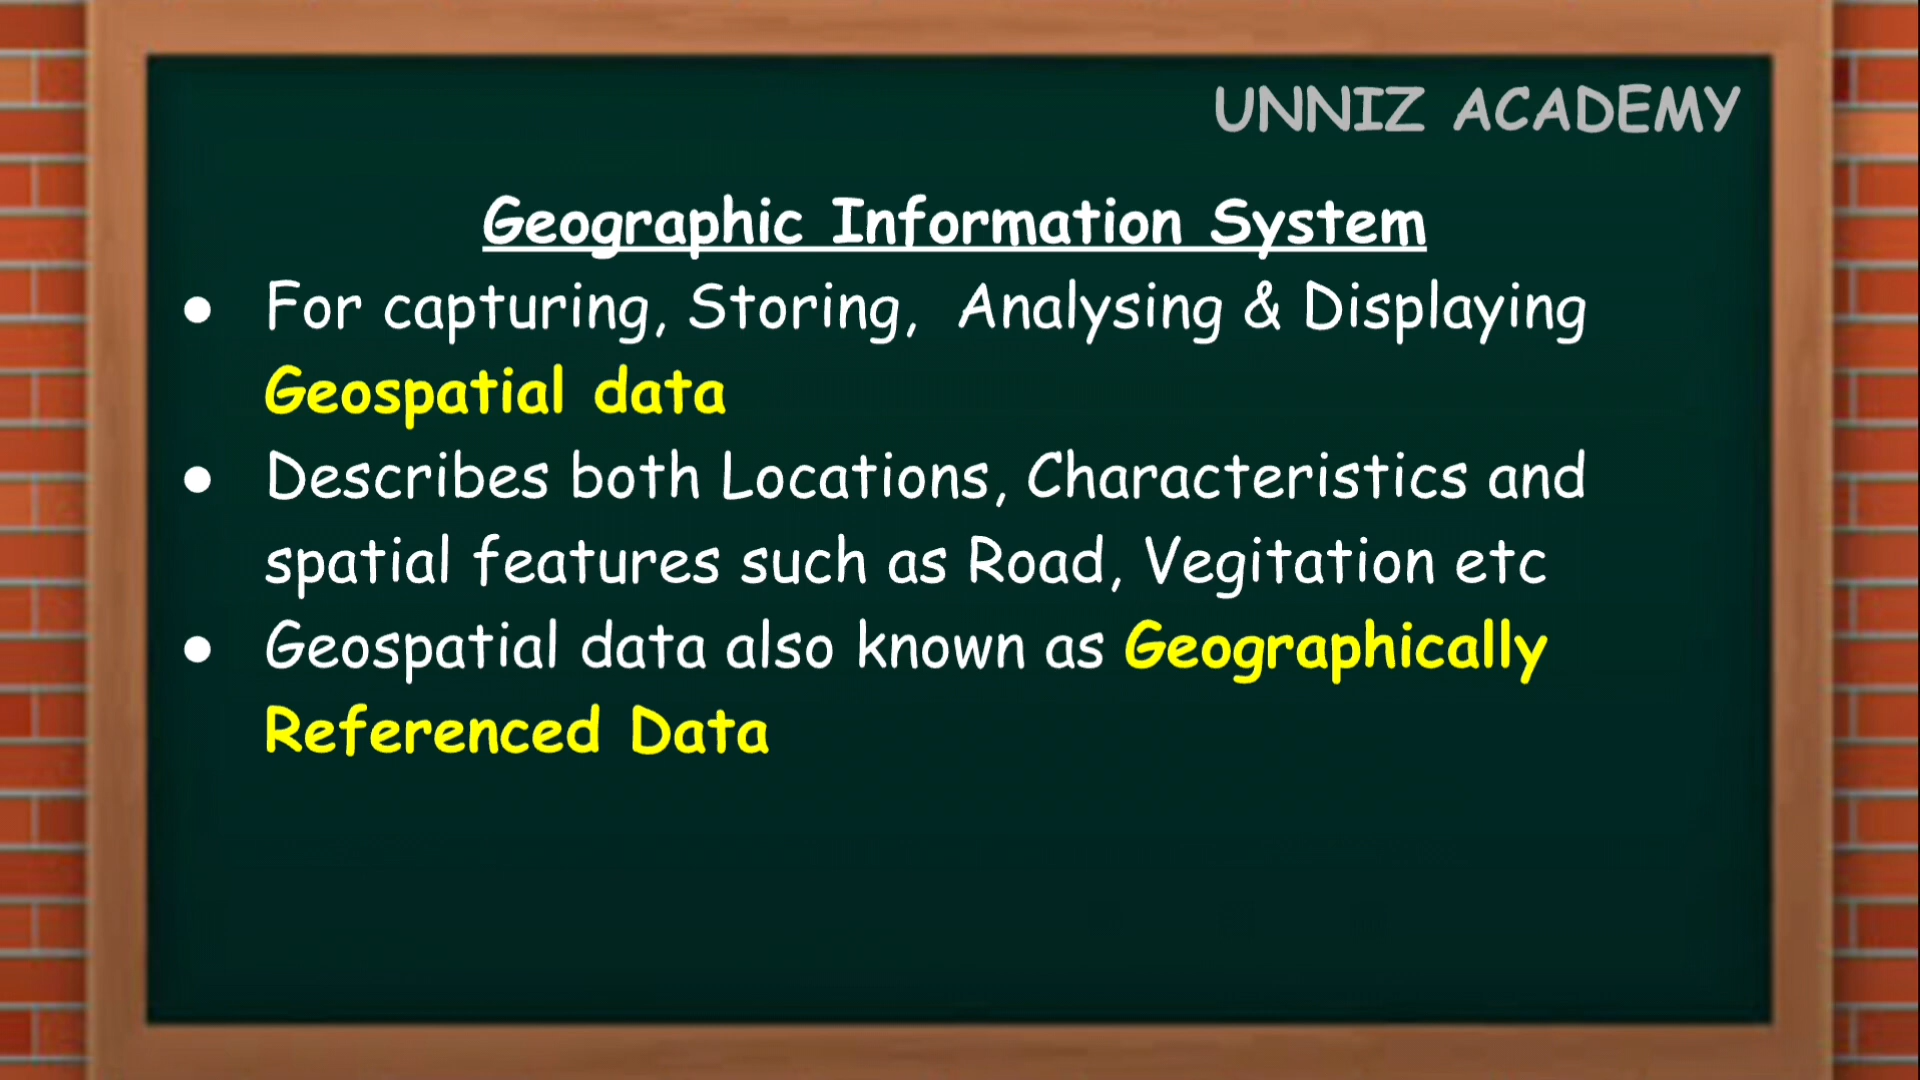 UNNIZ ACADEMY
Geographic Information System
● For capturing, Storing, Analysing & Displaying
Geospatial data
● Describes both Locations, Characteristics and
spatial features such as Road, Vegitation etc
● Geospatial data also known as Geographically
Referenced Data